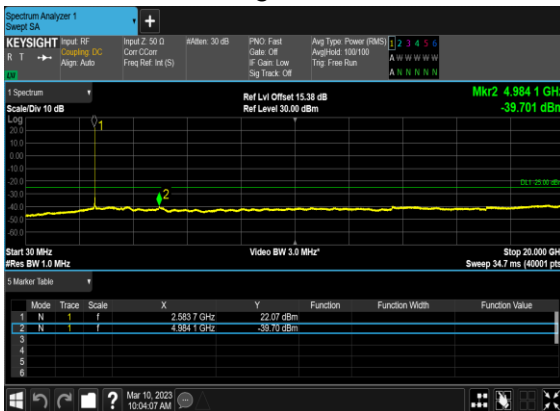 Spectrum Analyzer 1
Swept SA
KEYSIGHT
R T
LV
Input: RF
Coupling: DC
Align: Auto
Input Z: 50 Ω
Corr CCorr
Freq Ref: Int (S)
#Atten: 30 dB
PNO: Fast
Gate: Off
IF Gain: Low
Sig Track: Off
Avg Type: Power (RMS)
Avg|Hold: 100/100
Trig: Free Run
1 2 3 4 5 6
A W W W W W
A N N N N N
1 Spectrum
Scale/Div 10 dB
Ref Lvl Offset 15.38 dB
Ref Level 30.00 dBm
Mkr2 4.984 1 GHz
-39.701 dBm
Log
20.0
10.0
0.00
-10.0
-20.0
-30.0
-40.0
-50.0
-60.0
1
2
DL1 -25.00 dBm
Start 30 MHz
#Res BW 1.0 MHz
Video BW 3.0 MHz*
Stop 20.000 GHz
Sweep 34.7 ms (40001 pts)
5 Marker Table
Mode Trace Scale X Y Function Function Width Function Value
1 N 1 f 2.583 7 GHz 22.07 dBm
2 N 1 f 4.984 1 GHz -39.70 dBm
3
4
5
6
?
Mar 10, 2023
10:04:07 AM